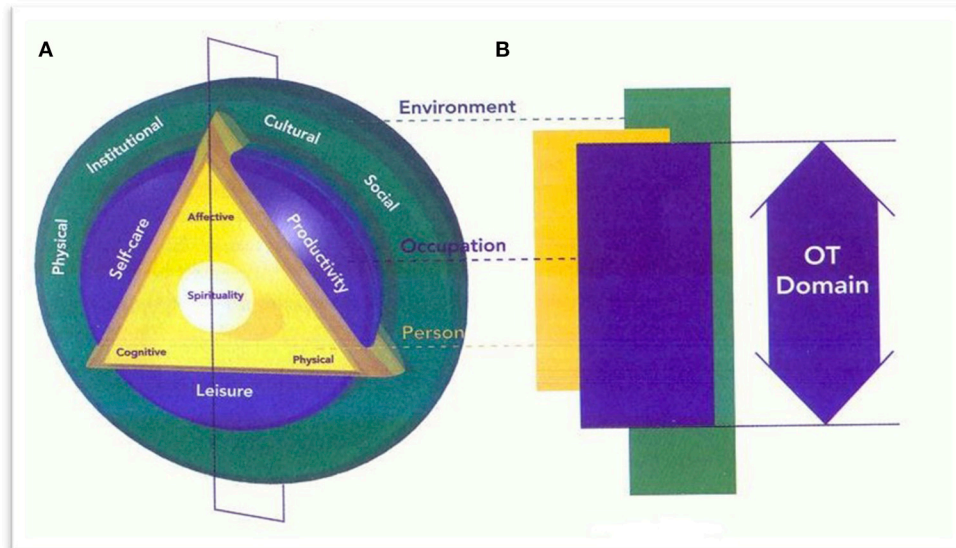 A
B
Environment
Institutional
Cultural
Social
Physical
Affective
Self-care
Productivity
Occupation
Spirituality
OT
Domain
Person
Cognitive
Physical
Leisure